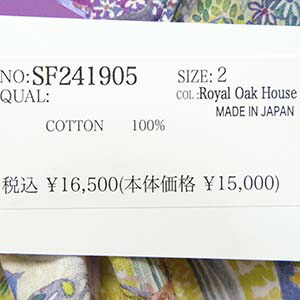 NO:SF241905 SIZE: 2
QUAL: COL:Royal Oak House
MADE IN JAPAN
COTTON 100%
税込 ¥16,500(本体価格 ¥15,000)